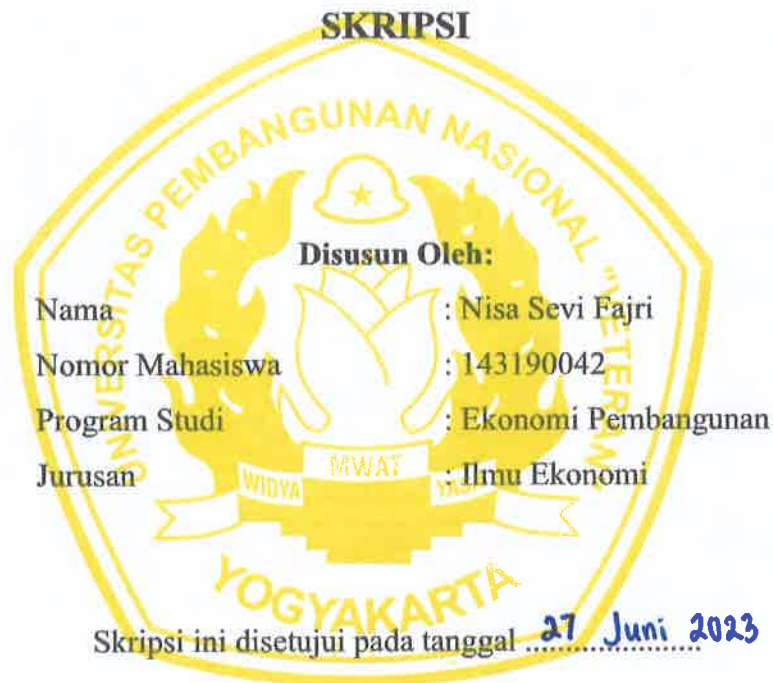 SKRIPSI
UNIVERSITAS PEMBANGUNAN NASIONAL "VETERAN"
Disusun Oleh:
Nama : Nisa Sevi Fajri
Nomor Mahasiswa : 143190042
Program Studi : Ekonomi Pembangunan
Jurusan : Ilmu Ekonomi
WIDYA MWAT YASA
YOGYAKARTA
Skripsi ini disetujui pada tanggal 27 Juni 2023